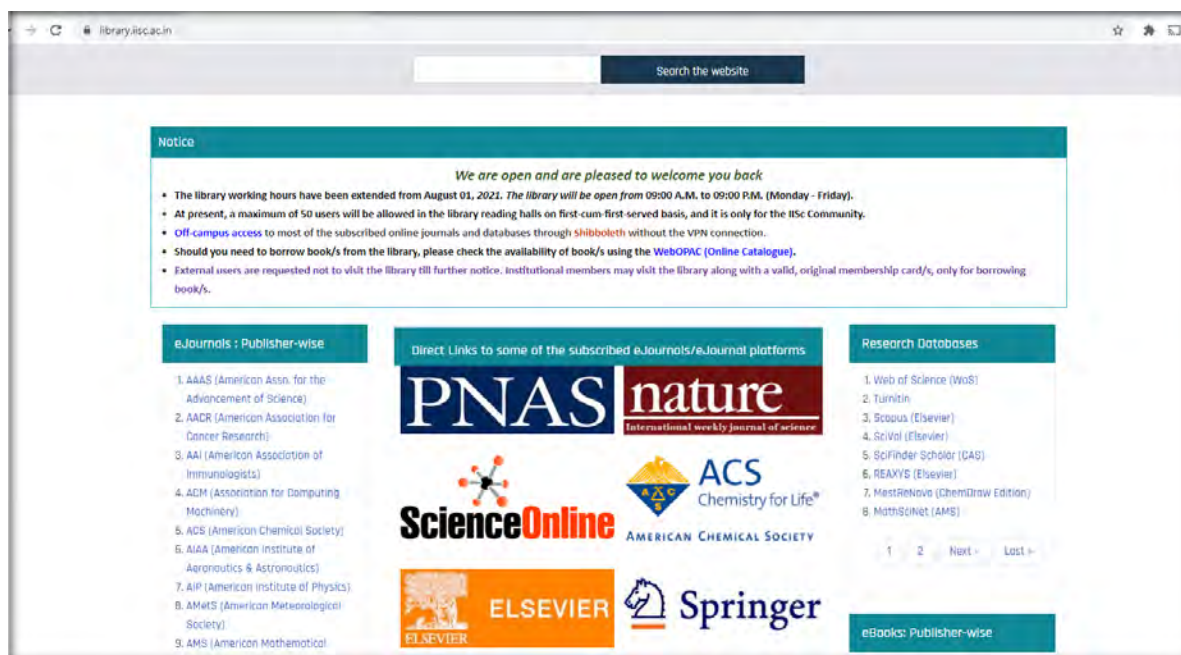 library.iisc.ac.in
Search the website
Notice
We are open and are pleased to welcome you back
• The library working hours have been extended from August 01, 2021. The library will be open from 09:00 A.M. to 09:00 P.M. (Monday - Friday).
• At present, a maximum of 50 users will be allowed in the library reading halls on first-cum-first-served basis, and it is only for the IISc Community.
• Off-campus access to most of the subscribed online journals and databases through Shibboleth without the VPN connection.
• Should you need to borrow book/s from the library, please check the availability of book/s using the WebOPAC (Online Catalogue).
• External users are requested not to visit the library till further notice. Institutional members may visit the library along with a valid, original membership card/s, only for borrowing
book/s.
eJournals : Publisher-wise
1. AAAS (American Assn. for the
Advancement of Science)
2. AACR (American Association for
Cancer Research)
3. AAI (American Association of
Immunologists)
4. ACM (Association for Computing
Machinery)
5. ACS (American Chemical Society)
6. AIAA (American Institute of
Aeronautics & Astronautics)
7. AIP (American Institute of Physics)
8. AMetS (American Meteorological
Society)
9. AMS (American Mathematical
Direct Links to some of the subscribed eJournals/eJournal platforms
PNAS
nature
International weekly journal of science
ScienceOnline
ACS
Chemistry for Life®
AMERICAN CHEMICAL SOCIETY
ELSEVIER
ELSEVIER
Springer
Research Databases
1. Web of Science (WoS)
2. Turnitin
3. Scopus (Elsevier)
4. SciVal (Elsevier)
5. SciFinder Scholar (CAS)
6. REAXYS (Elsevier)
7. MestReNova (ChemDraw Edition)
8. MathSciNet (AMS)
1 2 Next › Last »
eBooks: Publisher-wise